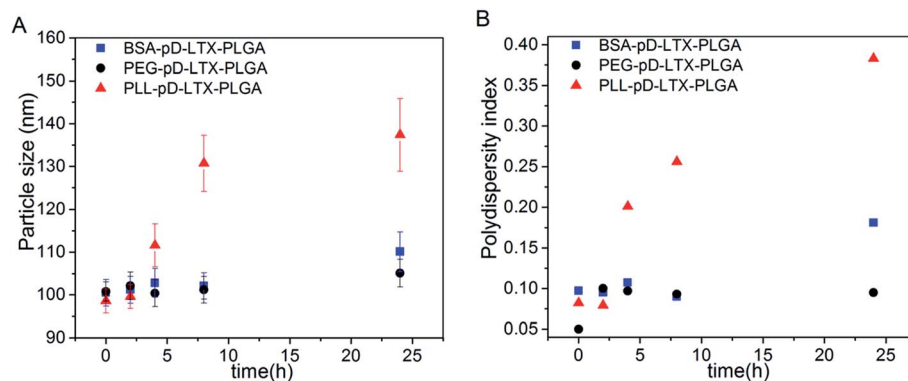 A
160
150
140
130
120
110
100
90
Particle size (nm)
BSA-pD-LTX-PLGA
PEG-pD-LTX-PLGA
PLL-pD-LTX-PLGA
0 5 10 15 20 25
time(h)
B
0.40
0.35
0.30
0.25
0.20
0.15
0.10
0.05
Polydispersity index
BSA-pD-LTX-PLGA
PEG-pD-LTX-PLGA
PLL-pD-LTX-PLGA
0 5 10 15 20 25
time(h)